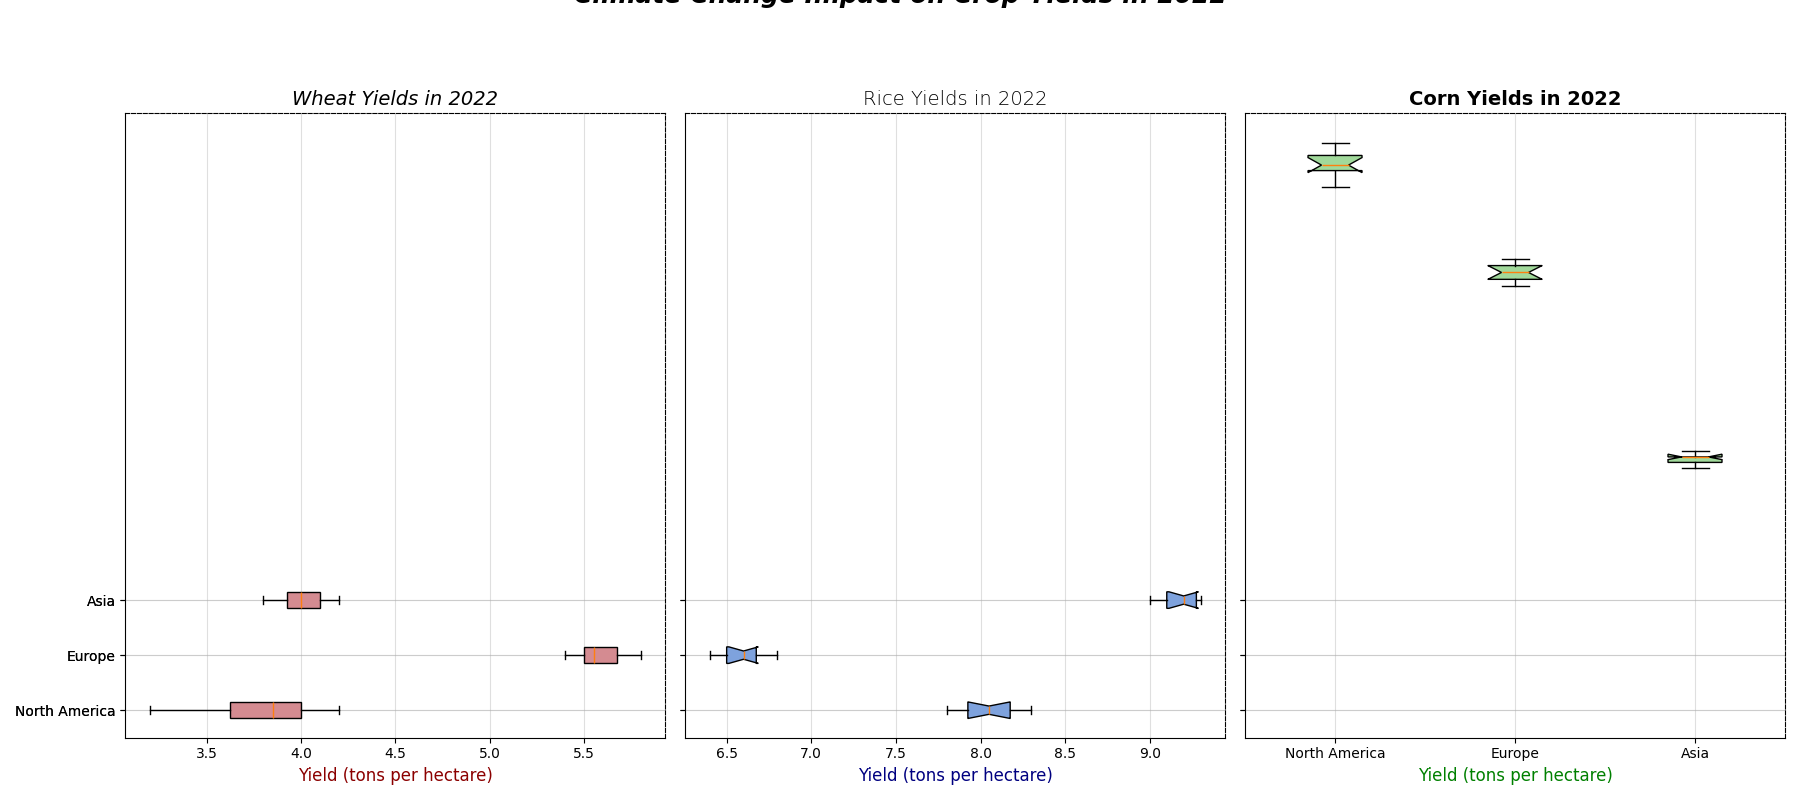 Climate Change Impact on Crop Yields in 2022
Wheat Yields in 2022
Rice Yields in 2022
Corn Yields in 2022
Asia
Europe
North America
3.5 4.0 4.5 5.0 5.5
6.5 7.0 7.5 8.0 8.5 9.0
North America Europe Asia
Yield (tons per hectare)
Yield (tons per hectare)
Yield (tons per hectare)